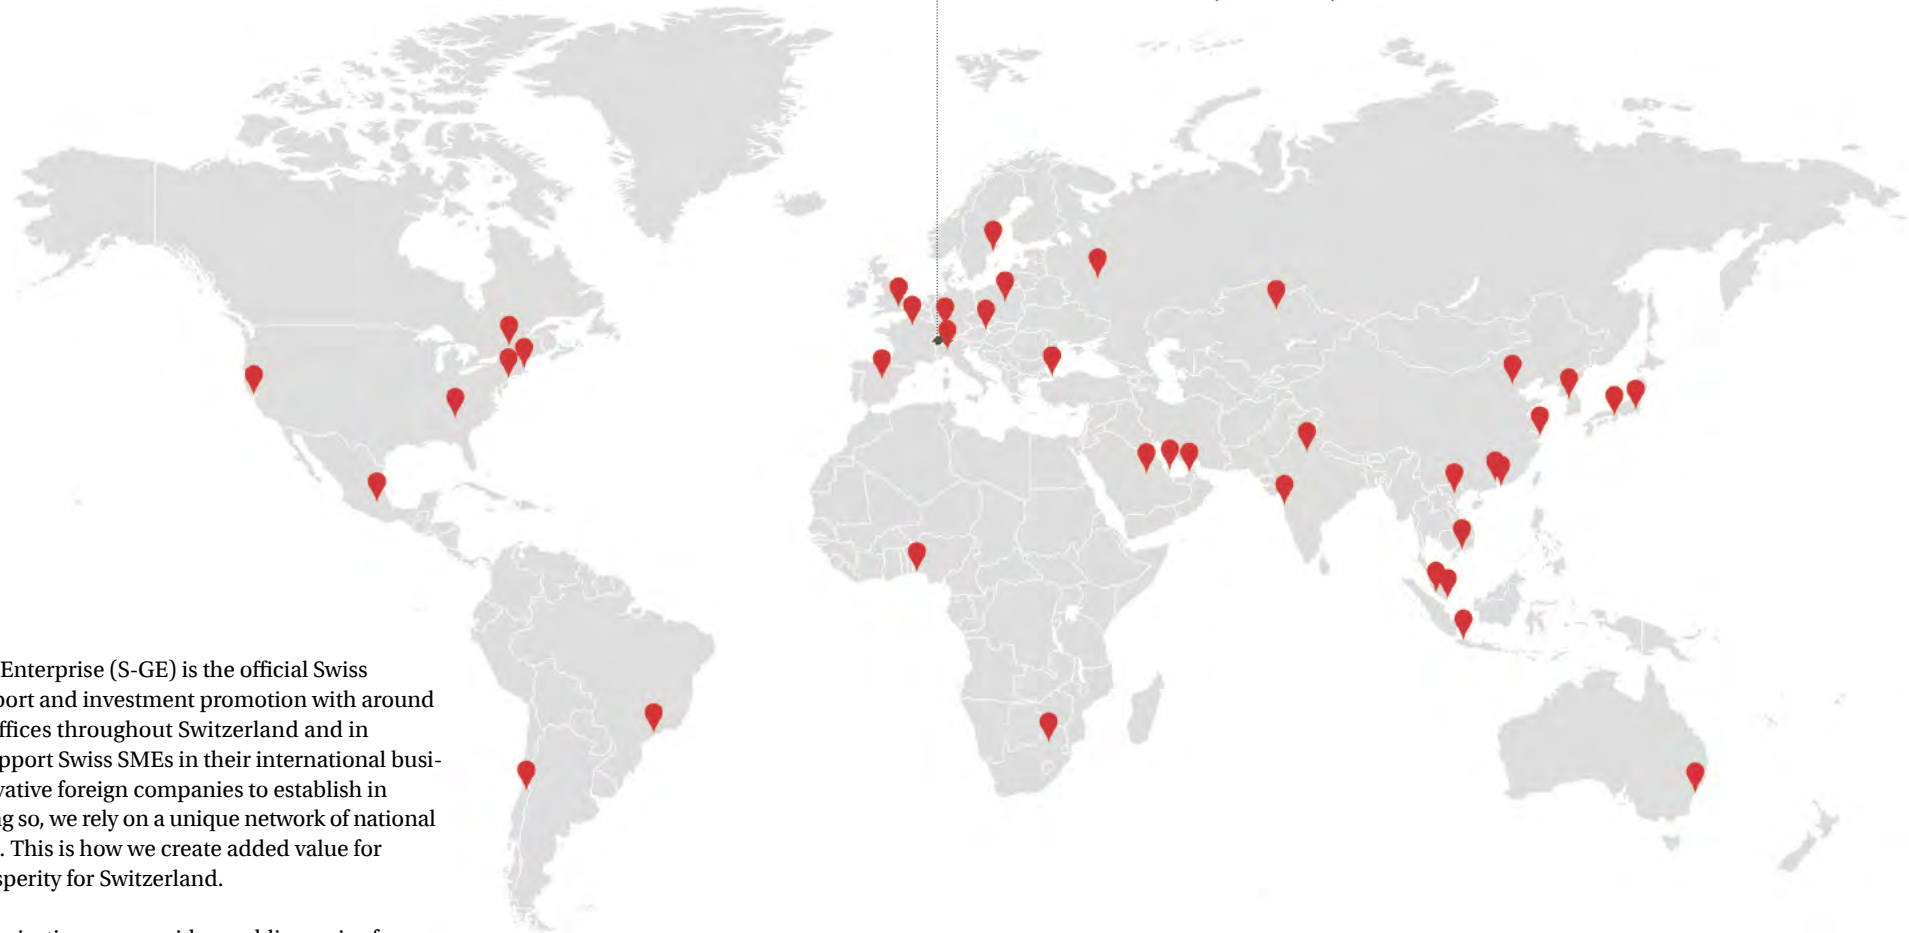 Enterprise (S-GE) is the official Swiss
port and investment promotion with around
ffices throughout Switzerland and in
pport Swiss SMEs in their international busi-
vative foreign companies to establish in
g so, we rely on a unique network of national
. This is how we create added value for
sperity for Switzerland.